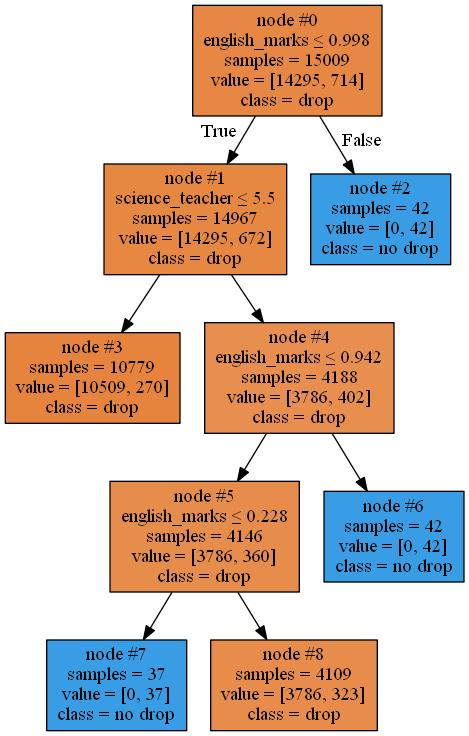 node #0
english_marks ≤ 0.998
samples = 15009
value = [14295, 714]
class = drop
True
False
node #1
science_teacher ≤ 5.5
samples = 14967
value = [14295, 672]
class = drop
node #2
samples = 42
value = [0, 42]
class = no drop
node #3
samples = 10779
value = [10509, 270]
class = drop
node #4
english_marks ≤ 0.942
samples = 4188
value = [3786, 402]
class = drop
node #5
english_marks ≤ 0.228
samples = 4146
value = [3786, 360]
class = drop
node #6
samples = 42
value = [0, 42]
class = no drop
node #7
samples = 37
value = [0, 37]
class = no drop
node #8
samples = 4109
value = [3786, 323]
class = drop